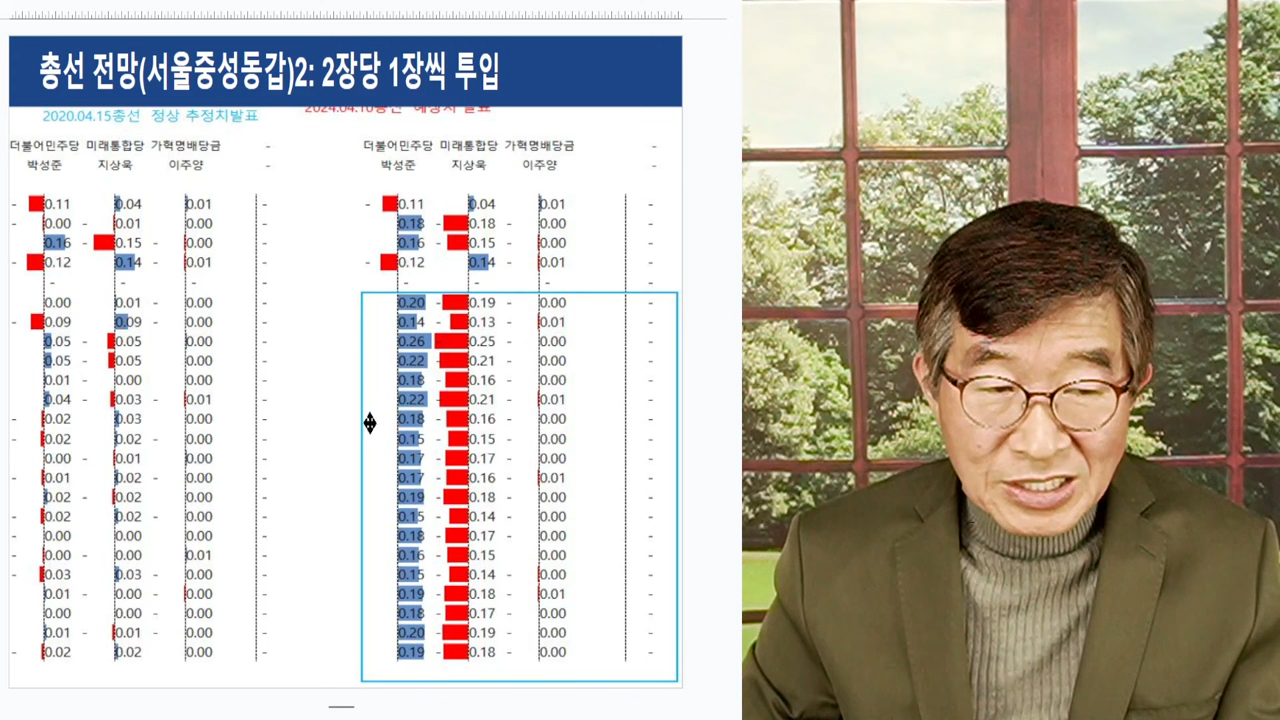 총선 전망(서울중성동갑)2: 2장당 1장씩 투입
2020.04.15총선 정상 추정치발표
2024.04.10총선 예상치 발표
더불어민주당 미래통합당 가혁명배당금 - 더불어민주당 미래통합당 가혁명배당금 -
박성준 지상욱 이주양 - 박성준 지상욱 이주양 -
- 0.11 0.04 0.01 - - 0.11 0.04 0.01 -
0.00 - 0.01 0.00 - 0.18 - 0.18 - 0.00 -
0.16 - 0.15 - 0.00 - 0.16 - 0.15 - 0.00 -
- 0.12 0.14 - 0.01 - - 0.12 0.14 - 0.01 -
- - - - - - - -
0.00 - 0.01 0.00 - 0.20 - 0.19 - 0.00 -
- 0.09 0.09 - 0.00 - 0.14 - 0.13 - 0.01 -
0.05 - 0.05 0.00 - 0.26 - 0.25 - 0.00 -
0.05 - 0.05 - 0.00 - 0.22 - 0.21 - 0.00 -
0.01 - 0.00 - 0.00 - 0.18 - 0.16 - 0.00 -
0.04 - 0.03 - 0.01 - 0.22 - 0.21 - 0.01 -
- 0.02 0.03 - 0.00 - 0.18 - 0.16 - 0.00 -
- 0.02 0.02 - 0.00 - 0.15 - 0.15 - 0.00 -
0.00 - 0.01 0.00 - 0.17 - 0.17 - 0.00 -
- 0.01 0.02 - 0.00 - 0.17 - 0.16 - 0.01 -
0.02 - 0.02 0.00 - 0.19 - 0.18 - 0.00 -
- 0.02 0.02 - 0.00 - 0.15 - 0.14 - 0.00 -
0.00 0.00 0.00 - 0.18 - 0.17 - 0.00 -
- 0.00 0.00 0.01 - 0.16 - 0.15 - 0.00 -
- 0.03 0.03 - 0.00 - 0.15 - 0.14 - 0.00 -
0.01 - 0.00 - 0.00 - 0.19 - 0.18 - 0.01 -
0.00 0.00 - 0.00 - 0.18 - 0.17 - 0.00 -
0.01 - 0.01 0.00 - 0.20 - 0.19 - 0.00 -
- 0.02 0.02 - 0.00 - 0.19 - 0.18 - 0.00 -